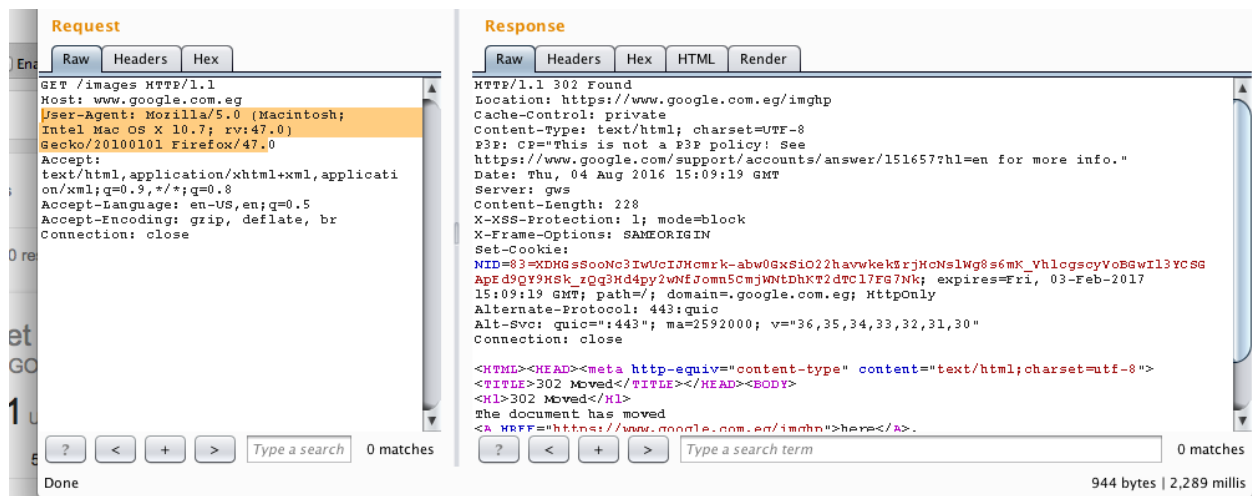 Request
Raw Headers Hex
GET /images HTTP/1.1
Host: www.google.com.eg
User-Agent: Mozilla/5.0 (Macintosh;
Intel Mac OS X 10.7; rv:47.0)
Gecko/20100101 Firefox/47.0
Accept:
text/html,application/xhtml+xml,applicati
on/xml;q=0.9,*/*;q=0.8
Accept-Language: en-US,en;q=0.5
Accept-Encoding: gzip, deflate, br
Connection: close
? < + > Type a search 0 matches
Done
Response
Raw Headers Hex HTML Render
HTTP/1.1 302 Found
Location: https://www.google.com.eg/imghp
Cache-Control: private
Content-Type: text/html; charset=UTF-8
P3P: CP="This is not a P3P policy! See
https://www.google.com/support/accounts/answer/151657?hl=en for more info."
Date: Thu, 04 Aug 2016 15:09:19 GMT
Server: gws
Content-Length: 228
X-XSS-Protection: 1; mode=block
X-Frame-Options: SAMEORIGIN
Set-Cookie:
15:09:19 GMT; path=/; domain=.google.com.eg; HttpOnly
Alternate-Protocol: 443:quic
Alt-Svc: quic=":443"; ma=2592000; v="36,35,34,33,32,31,30"
Connection: close
<HTML><HEAD><meta http-equiv="content-type" content="text/html;charset=utf-8">
<TITLE>302 Moved</TITLE></HEAD><BODY>
<H1>302 Moved</H1>
The document has moved
<A HREF="https://www.google.com.eg/imghp">here</A>.
? < + > Type a search term 0 matches
944 bytes | 2,289 millis